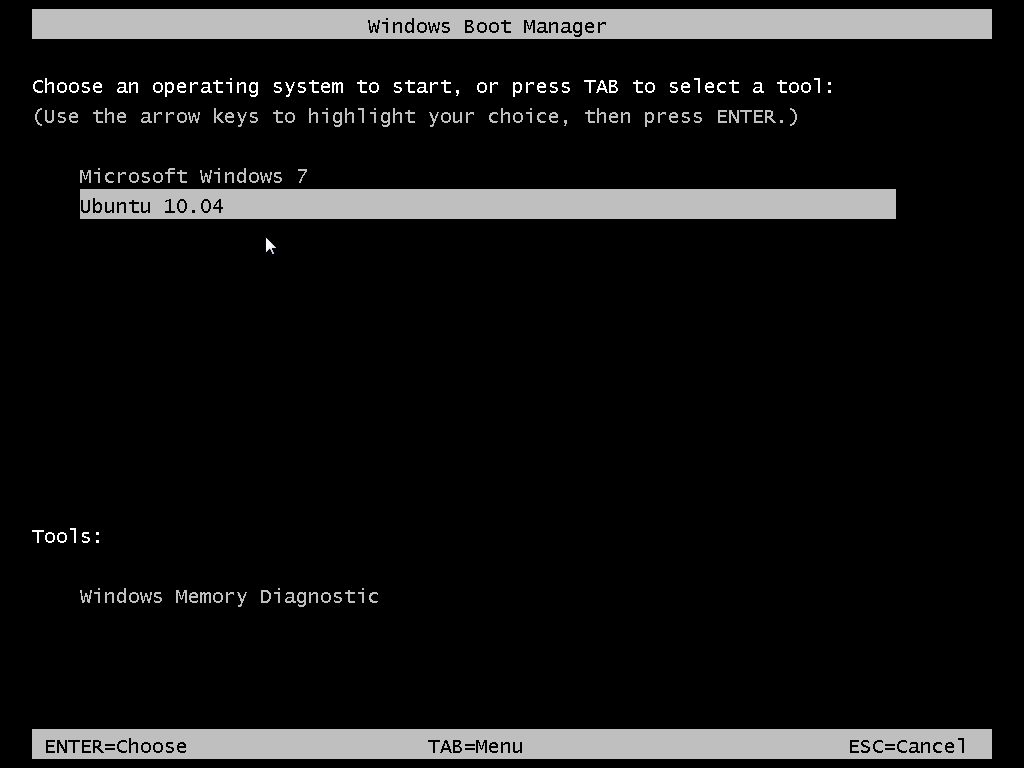 Windows Boot Manager
Choose an operating system to start, or press TAB to select a tool:
(Use the arrow keys to highlight your choice, then press ENTER.)
Microsoft Windows 7
Ubuntu 10.04
Tools:
Windows Memory Diagnostic
ENTER=Choose TAB=Menu ESC=Cancel